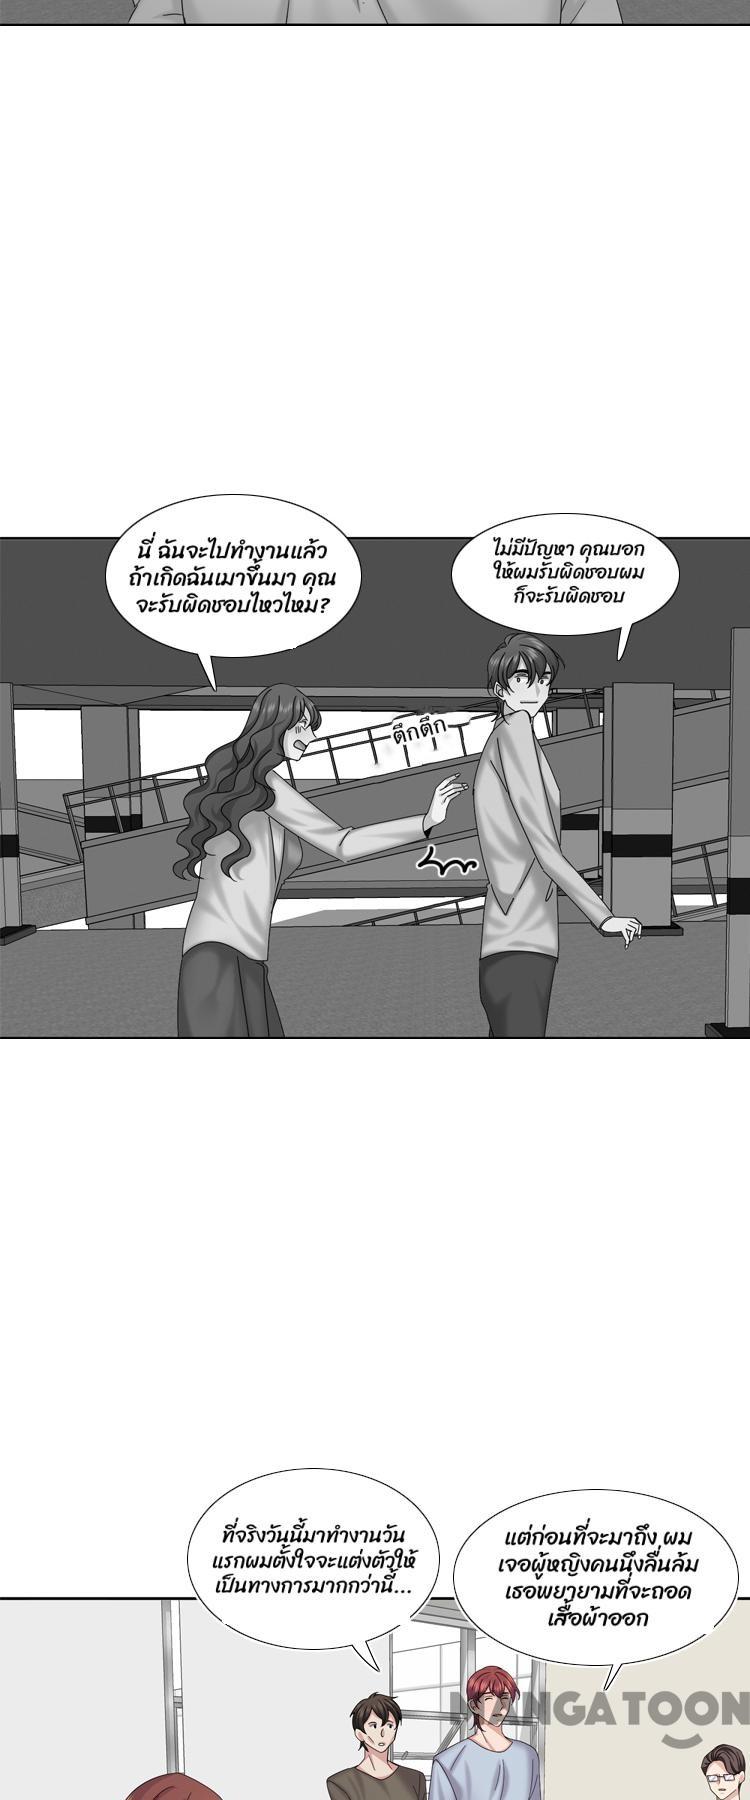 นี่ ฉันจะไปทำงานแล้ว
ถ้าเกิดฉันเมาขึ้นมา คุณ
จะรับผิดชอบไหวไหม?
ไม่มีปัญหา คุณบอก
ให้ผมรับผิดชอบผม
ก็จะรับผิดชอบ
ตึกตึก
ที่จริงวันนี้มาทำงานวัน
แรกผมตั้งใจจะแต่งตัวให้
เป็นทางการมากกว่านี้...
แต่ก่อนที่จะมาถึง ผม
เจอผู้หญิงคนนึงลื่นล้ม
เธอพยายามที่จะถอด
เสื้อผ้าออก
MANGATOON